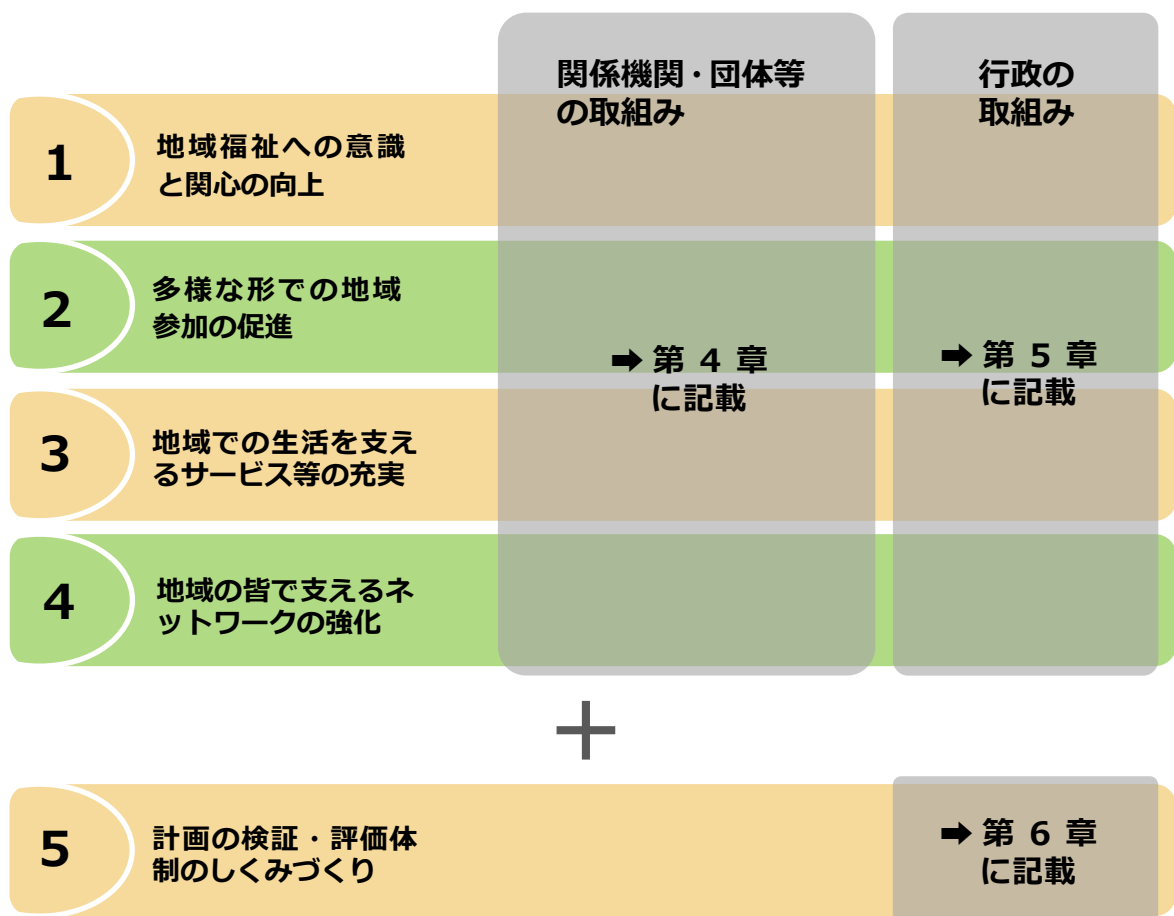 関係機関・団体等
の取組み
行政の
取組み
1
地域福祉への意識
と関心の向上
2
多様な形での地域
参加の促進
➡ 第 4 章
に記載
➡ 第 5 章
に記載
3
地域での生活を支え
るサービス等の充実
4
地域の皆で支えるネ
ットワークの強化
＋
5
計画の検証・評価体
制のしくみづくり
➡ 第 6 章
に記載